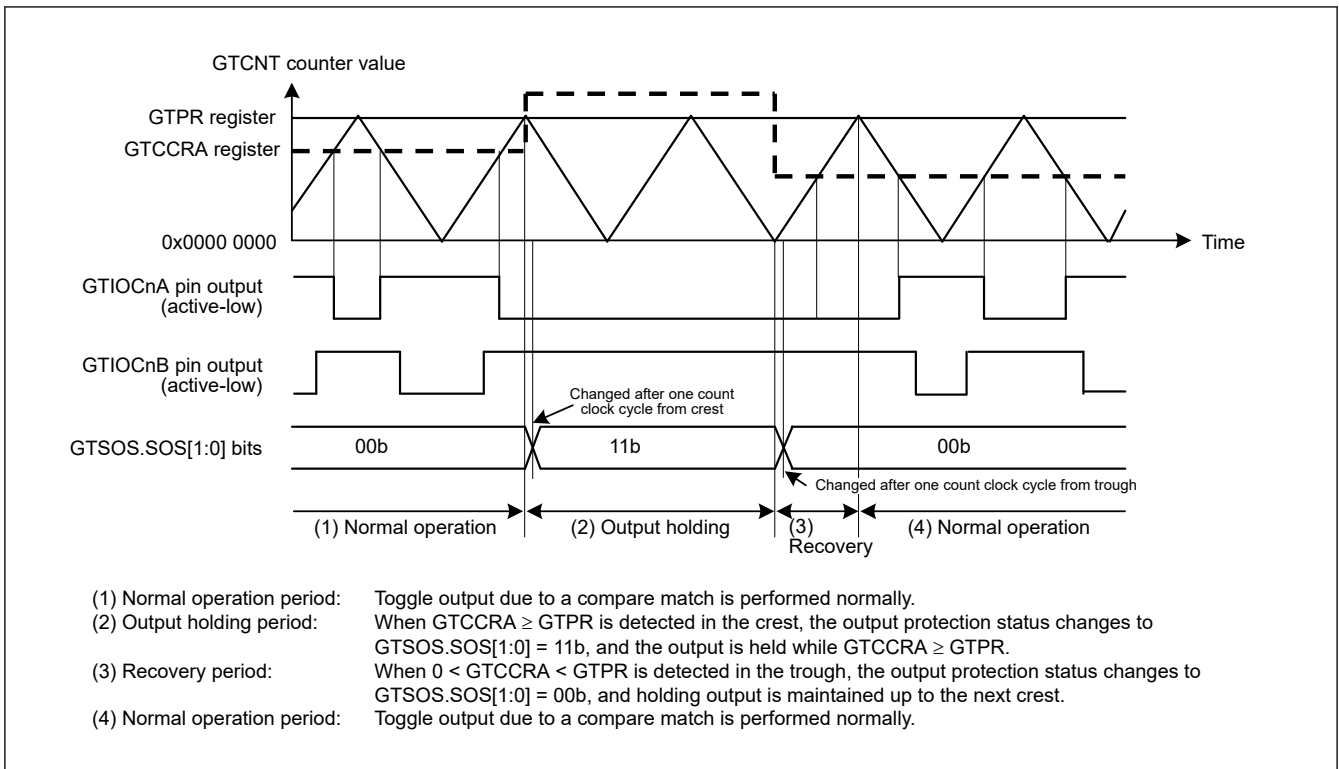 GTCNT counter value
GTPR register
GTCCRA register
0x0000 0000
Time
GTIOCnA pin output
(active-low)
GTIOCnB pin output
(active-low)
Changed after one count
clock cycle from crest
GTSOS.SOS[1:0] bits
00b
11b
00b
Changed after one count clock cycle from trough
(1) Normal operation
(2) Output holding
(3)
Recovery
(4) Normal operation
(1) Normal operation period: Toggle output due to a compare match is performed normally.
(2) Output holding period: When GTCCRA ≥ GTPR is detected in the crest, the output protection status changes to
GTSOS.SOS[1:0] = 11b, and the output is held while GTCCRA ≥ GTPR.
(3) Recovery period: When 0 < GTCCRA < GTPR is detected in the trough, the output protection status changes to
GTSOS.SOS[1:0] = 00b, and holding output is maintained up to the next crest.
(4) Normal operation period: Toggle output due to a compare match is performed normally.